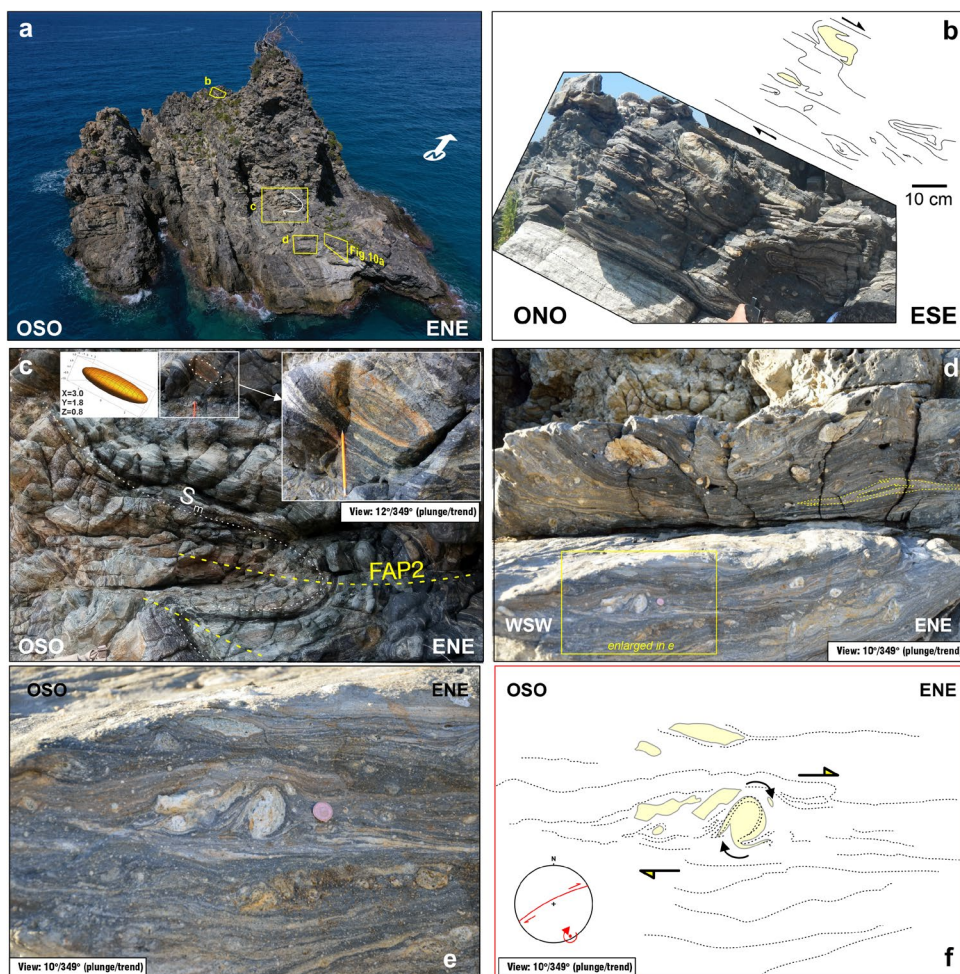 a
b
c
d
Fig.10a
N
OSO
ENE
b
10 cm
ONO
ESE
c
X=3.0
Y=1.8
Z=0.8
View: 12°/349° (plunge/trend)
Sm
FAP2
OSO
ENE
d
WSW
ENE
enlarged in e
View: 10°/349° (plunge/trend)
OSO
ENE
View: 10°/349° (plunge/trend)
e
OSO
ENE
N
View: 10°/349° (plunge/trend)
f